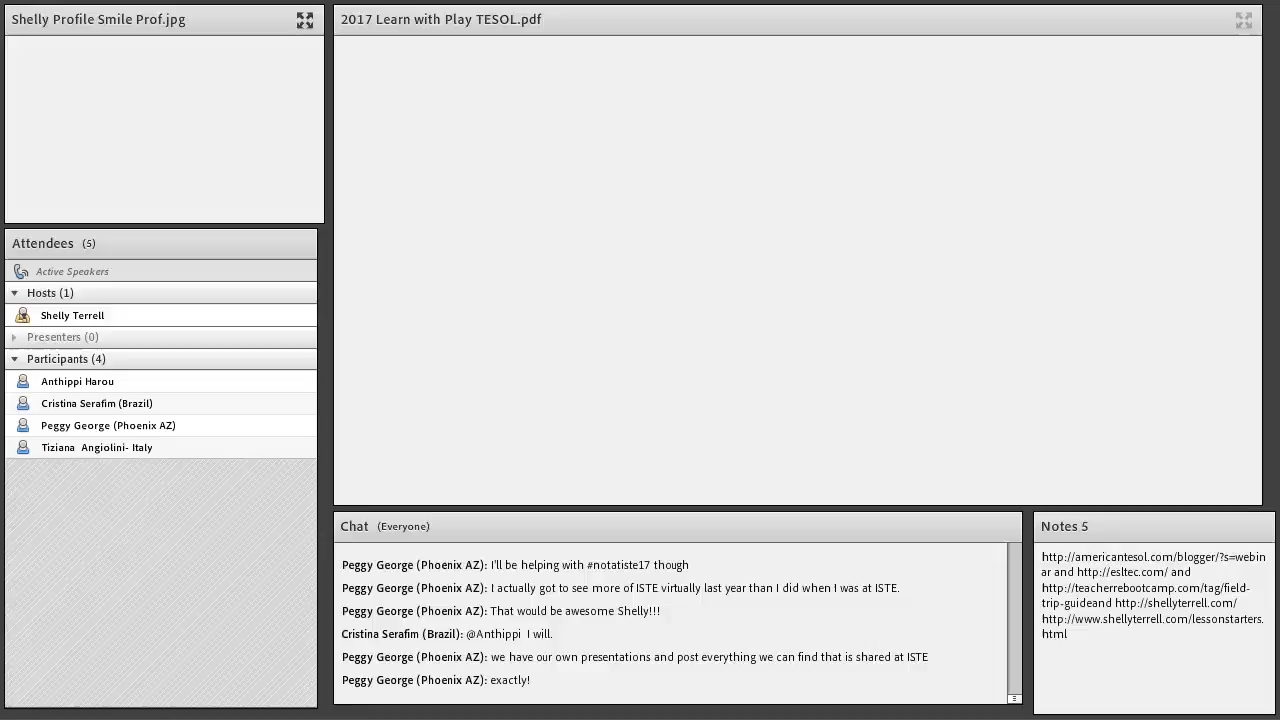 Shelly Profile Smile Prof.jpg
2017 Learn with Play TESOL.pdf
Attendees (5)
Active Speakers
Hosts (1)
Shelly Terrell
Presenters (0)
Participants (4)
Anthippi Harou
Cristina Serafim (Brazil)
Peggy George (Phoenix AZ)
Tiziana Angiolini- Italy
Chat (Everyone)
Peggy George (Phoenix AZ): I'll be helping with #notatiste17 though
Peggy George (Phoenix AZ): I actually got to see more of ISTE virtually last year than I did when I was at ISTE.
Peggy George (Phoenix AZ): That would be awesome Shelly!!!
Cristina Serafim (Brazil): @Anthippi I will.
Peggy George (Phoenix AZ): we have our own presentations and post everything we can find that is shared at ISTE
Peggy George (Phoenix AZ): exactly!
Notes 5
http://americantesol.com/blogger/?s=webin
ar and http://esltec.com/ and
http://teacherrebootcamp.com/tag/field-
trip-guideand http://shellyterrell.com/
http://www.shellyterrell.com/lessonstarters.
html